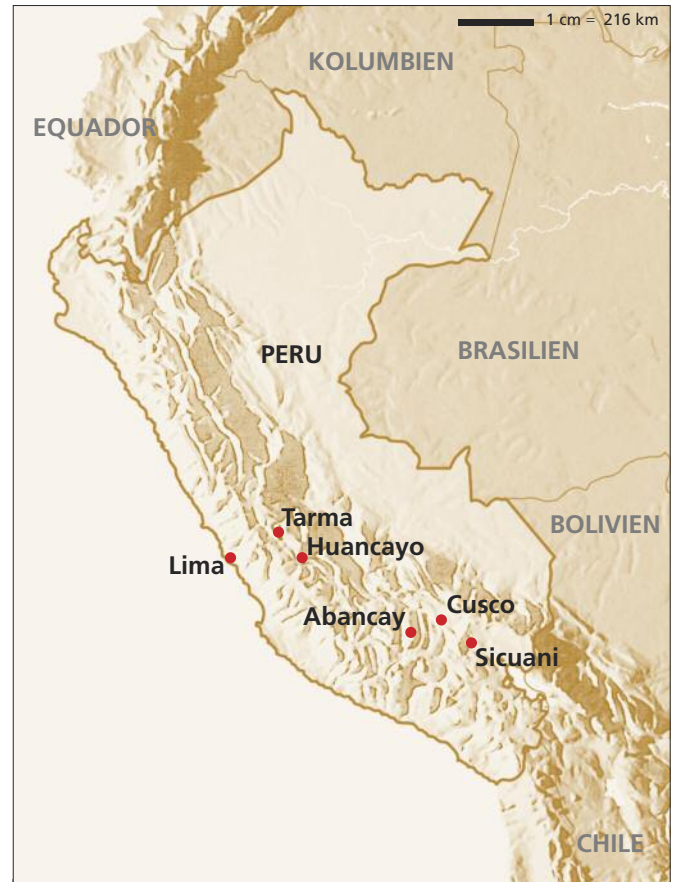 1 cm = 216 km
KOLUMBIEN
EQUADOR
PERU
BRASILIEN
Tarma
BOLIVIEN
Huancayo
Lima
Cusco
Abancay
Sicuani
CHILE